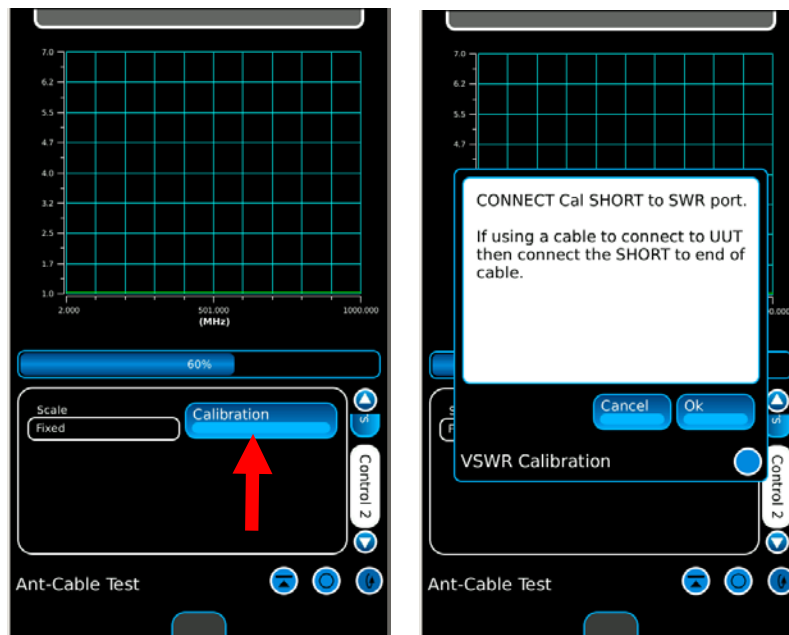 7.0
6.2
5.5
4.7
4.0
3.2
2.5
1.7
1.0
2.000 501.000 1000.000
(MHz)
60%
Scale
Fixed
Calibration
Control 2
Ant-Cable Test
7.0
6.2
5.5
4.7
CONNECT Cal SHORT to SWR port.
If using a cable to connect to UUT
then connect the SHORT to end of
cable.
Cancel Ok
VSWR Calibration
Control 2
Ant-Cable Test